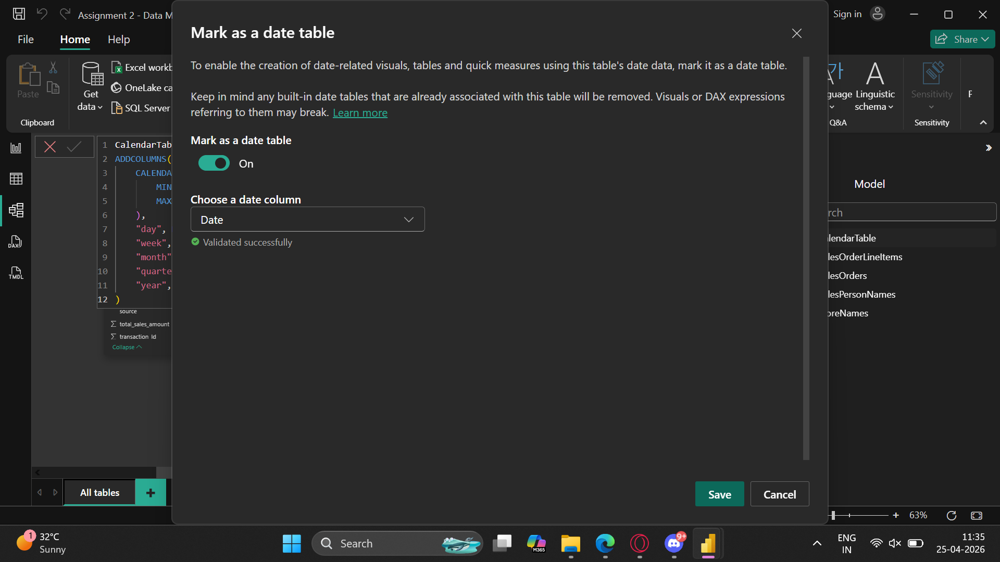 Assignment 2 - Data M
Sign in
File
Home
Help
Share
Paste
Clipboard
Get
data
Excel workb
OneLake ca
SQL Server
guage
Linguistic
schema
Q&A
Sensitivity
Sensitivity
Mark as a date table
To enable the creation of date-related visuals, tables and quick measures using this table's date data, mark it as a date table.
Keep in mind any built-in date tables that are already associated with this table will be removed. Visuals or DAX expressions
referring to them may break. Learn more
Mark as a date table
On
Choose a date column
Date
Validated successfully
Save
Cancel
1 CalendarTab
2 ADDCOLUMNS(
3 CALENDA
4 MIN
5 MAX
6 ),
7 "day",
8 "week",
9 "month"
10 "quarte
11 "year",
12 )
source
Σ total_sales_amount
Σ transaction_Id
Collapse
DAX
TMDL
Model
rch
lendarTable
lesOrderLineItems
lesOrders
lesPersonNames
oreNames
All tables
+
+ 63%
1
32°C
Sunny
Search
M365
9+
ENG
IN
11:35
25-04-2026